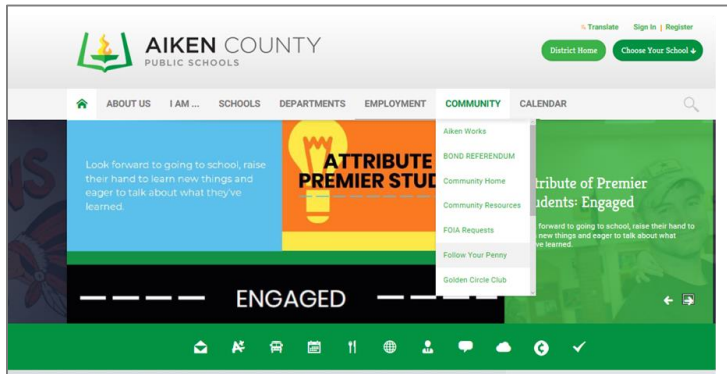 Translate Sign In | Register
AIKEN COUNTY
PUBLIC SCHOOLS
District Home
Choose Your School
ABOUT US
I AM ...
SCHOOLS
DEPARTMENTS
EMPLOYMENT
COMMUNITY
CALENDAR
Look forward to going to school, raise
their hand to learn new things and
eager to talk about what they've
learned.
ATTRIBUTE
PREMIER STUD
ENGAGED
Aiken Works
BOND REFERENDUM
Community Home
Community Resources
FOIA Requests
Follow Your Penny
Golden Circle Club
tribute of Premier
udents: Engaged
forward to going to school, raise their hand to
new things and eager to talk about what
ve learned.